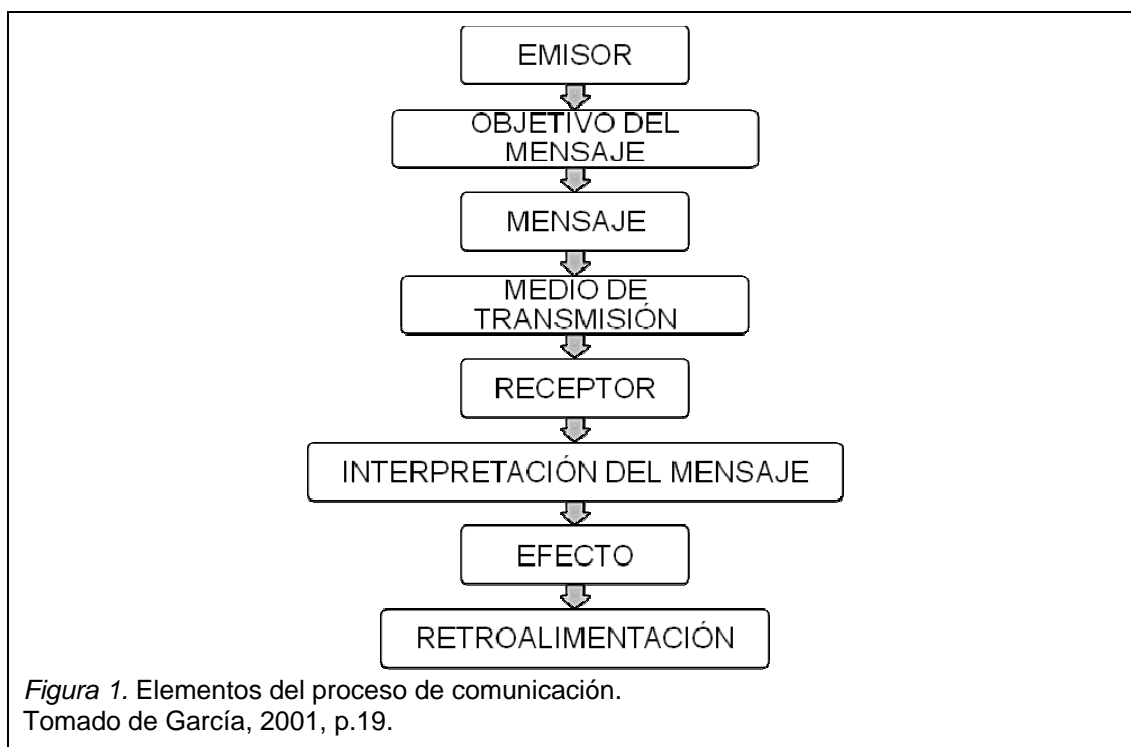 EMISOR
OBJETIVO DEL
MENSAJE
MENSAJE
MEDIO DE
TRANSMISIÓN
RECEPTOR
INTERPRETACIÓN DEL MENSAJE
EFECTO
RETROALIMENTACIÓN
Figura 1. Elementos del proceso de comunicación.
Tomado de García, 2001, p.19.